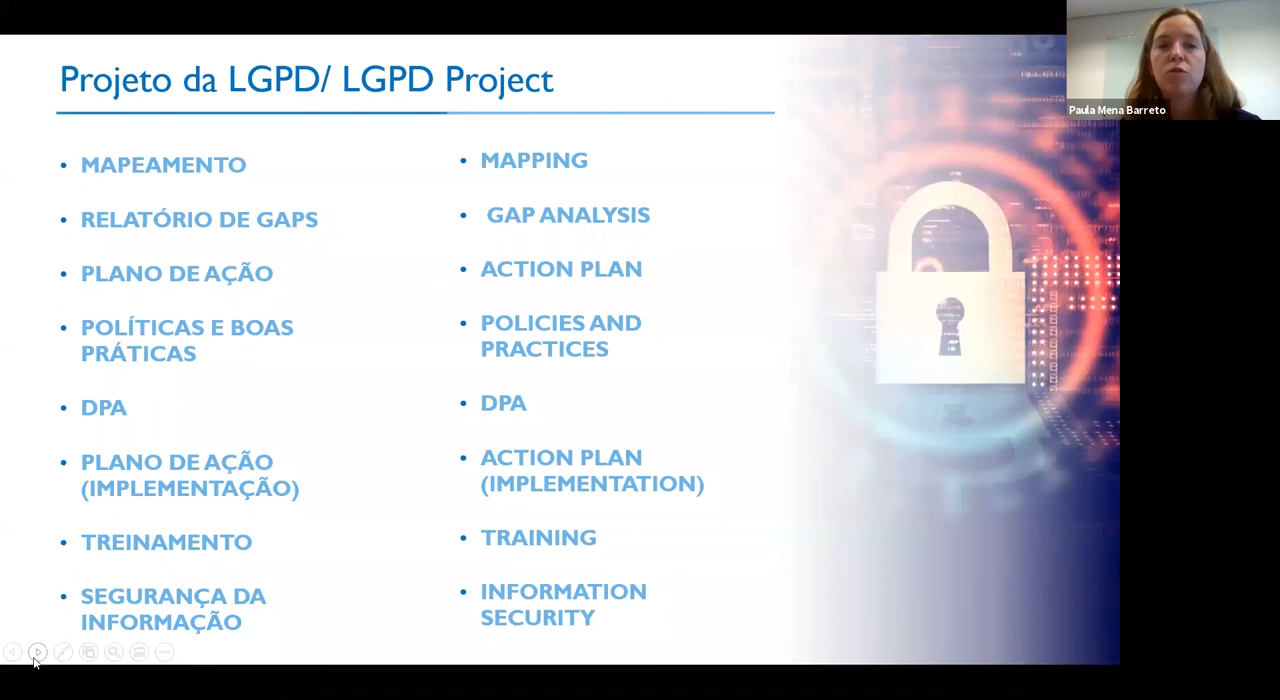 Projeto da LGPD/ LGPD Project
• MAPEAMENTO
• RELATÓRIO DE GAPS
• PLANO DE AÇÃO
• POLÍTICAS E BOAS
PRÁTICAS
• DPA
• PLANO DE AÇÃO
(IMPLEMENTAÇÃO)
• TREINAMENTO
• SEGURANÇA DA
INFORMAÇÃO
• MAPPING
• GAP ANALYSIS
• ACTION PLAN
• POLICIES AND
PRACTICES
• DPA
• ACTION PLAN
(IMPLEMENTATION)
• TRAINING
• INFORMATION
SECURITY
Paula Mena Barreto